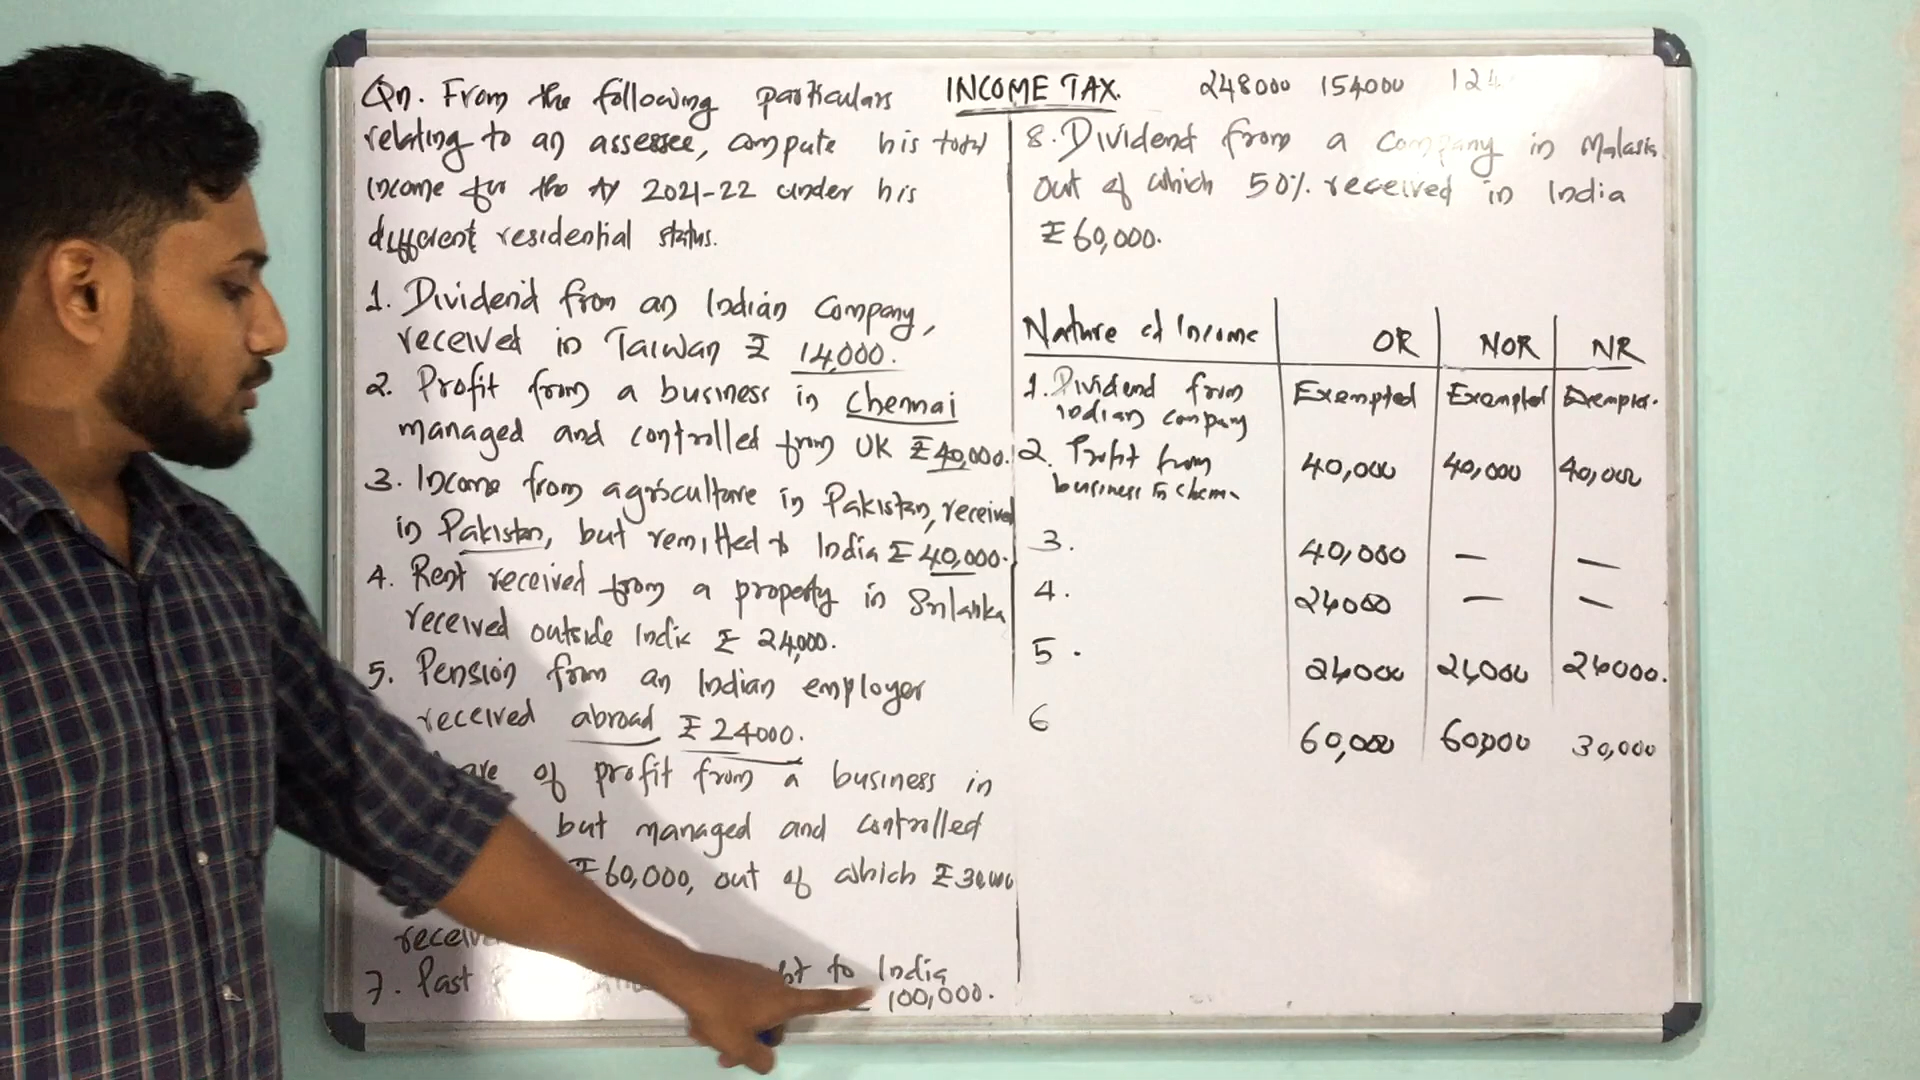 INCOME TAX. 248000 154000 124
Qn. From the following particulars
relating to an assessee, compute his total
income for the AY 2021-22 under his
different residential status.
1. Dividend from an Indian Company,
received in Taiwan ₹ 14,000.
2. Profit from a business in Chennai
managed and controlled from UK ₹ 40,000.
3. Income from agriculture in Pakistan, received
in Pakistan, but remitted to India ₹ 40,000.
4. Rent received from a property in Srilanka
received outside India ₹ 24,000.
5. Pension from an Indian employer
received abroad ₹ 24000.
of profit from a business in
but managed and controlled
₹ 60,000, out of which ₹ 30,000
7. Past to India
100,000.
8. Dividend from a Company in Malasia
out of which 50% received in India
₹ 60,000.
Nature of Income OR NOR NR
1. Dividend from Exempted Exempted
Indian company
2. Profit from 40,000 40,000 40,000
business in Chenn
3. 40,000 — —
4. 24000 — —
5. 24000 24000 24000.
6 60,000 60,000 30,000